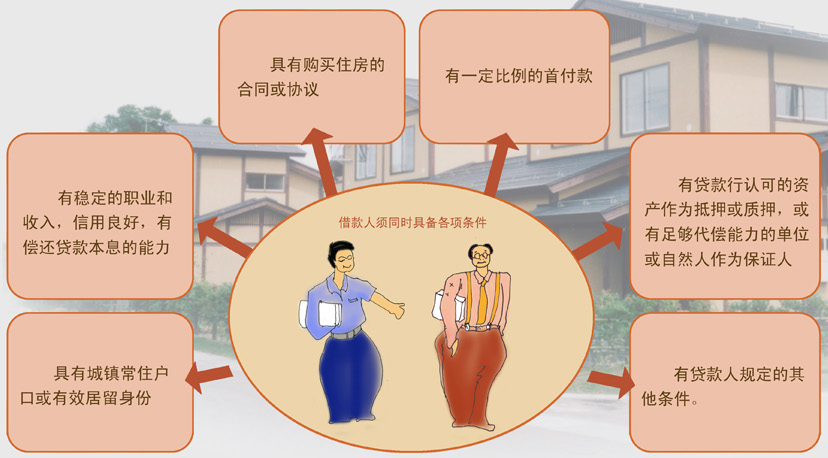 具有购买住房的
合同或协议
有一定比例的首付款
有稳定的职业和
收入，信用良好，有
偿还贷款本息的能力
借款人须同时具备各项条件
有贷款行认可的资
产作为抵押或质押，或
有足够代偿能力的单位
或自然人作为保证人
具有城镇常住户
口或有效居留身份
有贷款人规定的其
他条件。